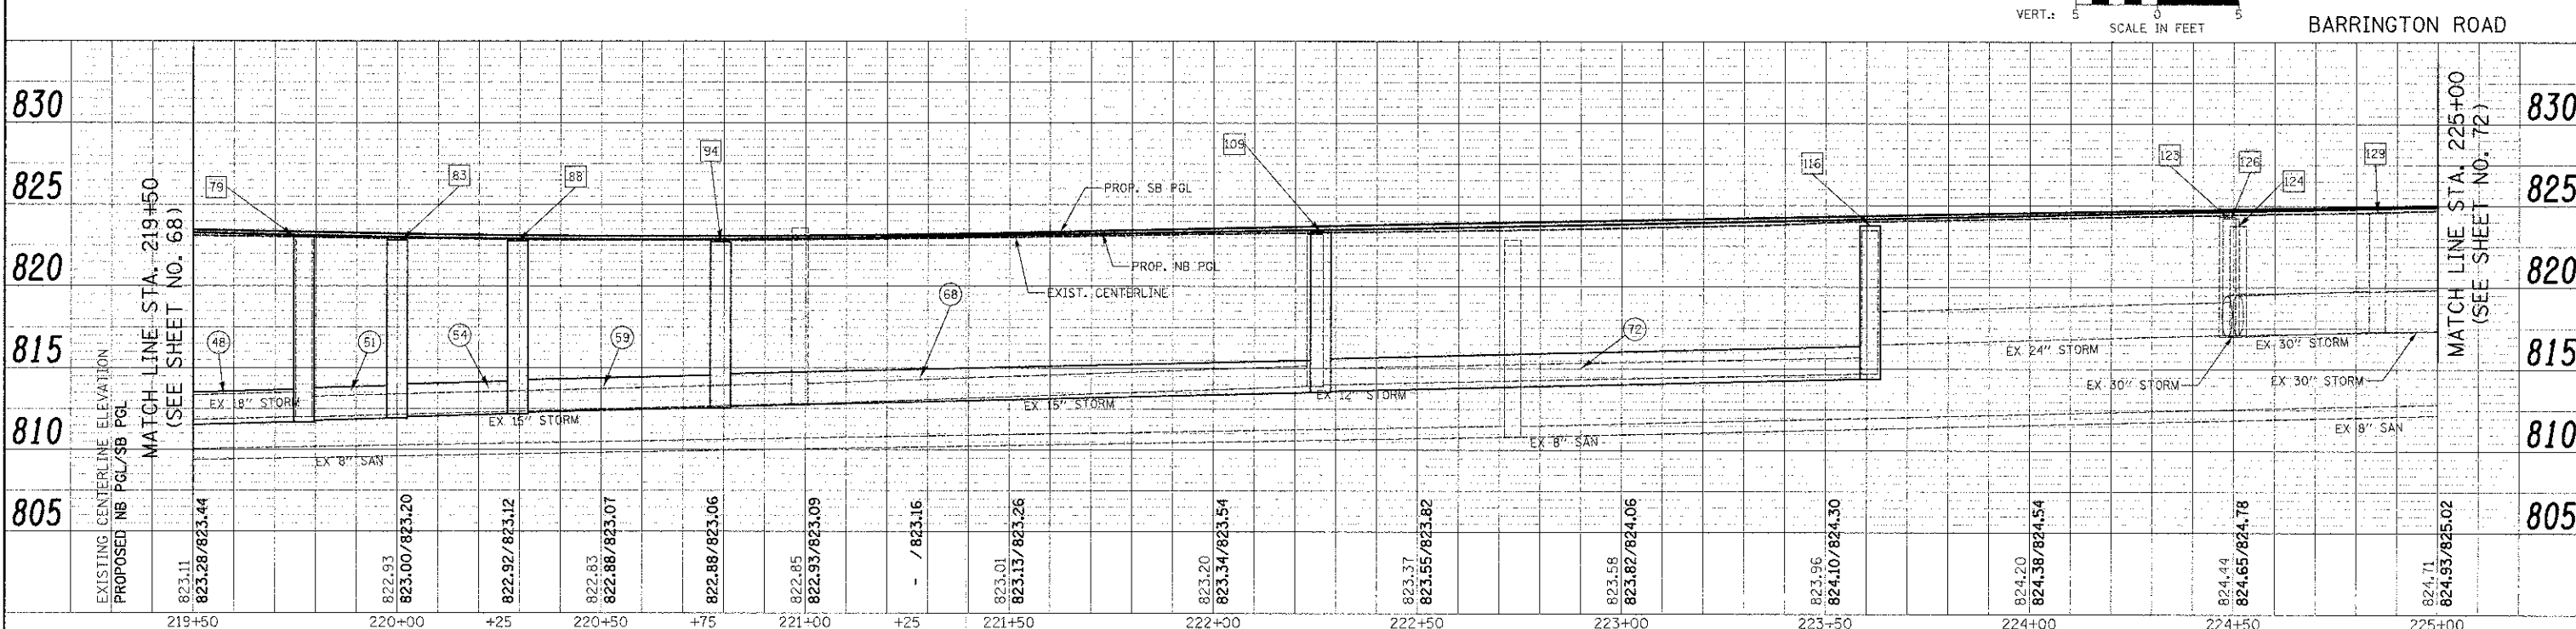 VERT.: 5 0 5
SCALE IN FEET
BARRINGTON ROAD
830
825
820
815
810
805
830
825
820
815
810
805
MATCH LINE STA. 219+50
(SEE SHEET NO. 68)
MATCH LINE STA. 225+00
(SEE SHEET NO. 72)
79
83
88
94
109
116
123
126
124
129
PROP. SB PGL
PROP. NB PGL
EXIST. CENTERLINE
48
51
54
59
68
72
EX 18" STORM
EX 15" STORM
EX 15" STORM
EX 12" STORM
EX 24" STORM
EX 30" STORM
EX 30" STORM
EX 30" STORM
EX 8" SAN
EX 8" SAN
EX 8" SAN
EXISTING CENTERLINE ELEVATION
PROPOSED NB PGL/SB PGL
823.11
823.28/823.44
822.93
823.00/823.20
822.92/823.12
822.83
822.88/823.07
822.88/823.06
822.85
822.93/823.09
- /823.16
823.01
823.13/823.26
823.20
823.34/823.54
823.37
823.55/823.82
823.58
823.82/824.06
823.96
824.10/824.30
824.20
824.38/824.54
824.44
824.65/824.78
824.71
824.93/825.02
219+50 220+00 +25 220+50 +75 221+00 +25 221+50 222+00 222+50 223+00 223+50 224+00 224+50 225+00